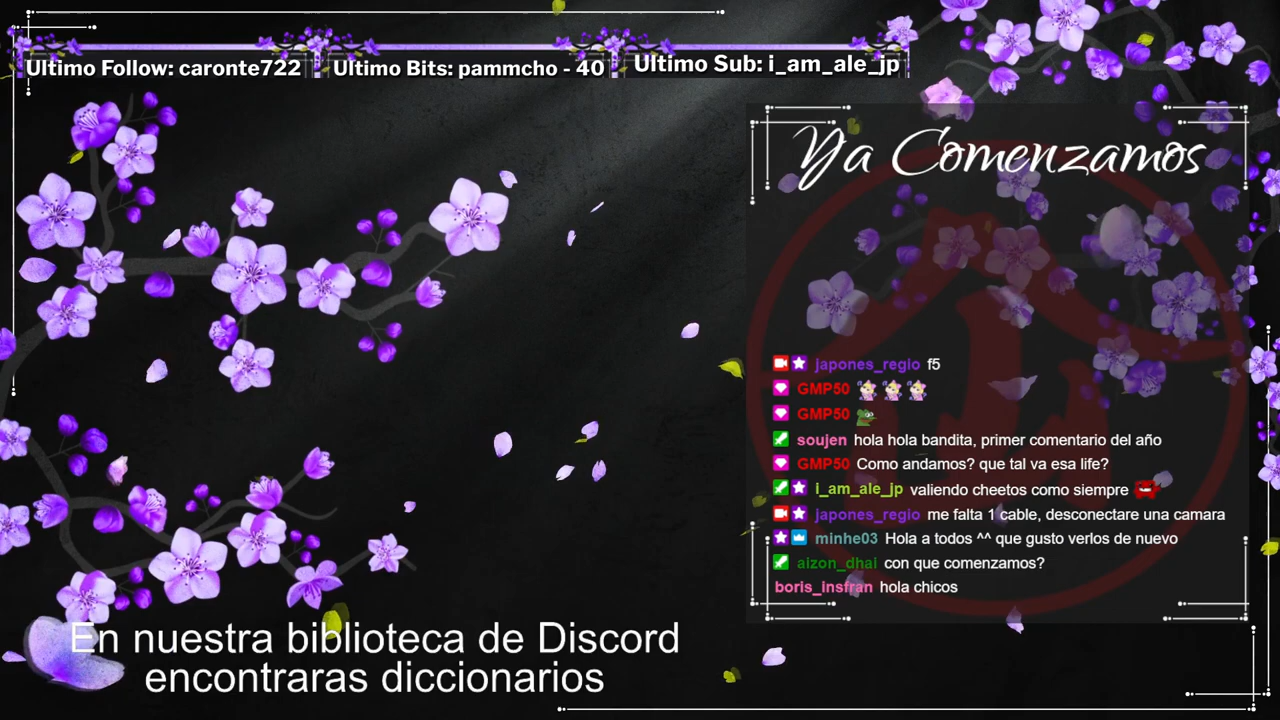 Ultimo Follow: caronte722
Ultimo Bits: pammcho - 40
Ultimo Sub: i_am_ale_jp
Ya Comenzamos
japones_regio f5
GMP50
GMP50
soujen hola hola bandita, primer comentario del año
GMP50 Como andamos? que tal va esa life?
i_am_ale_jp valiendo cheetos como siempre
japones_regio me falta 1 cable, desconectare una camara
minhe03 Hola a todos ^^ que gusto verlos de nuevo
aizon_dhai con que comenzamos?
boris_insfran hola chicos
En nuestra biblioteca de Discord
encontraras diccionarios